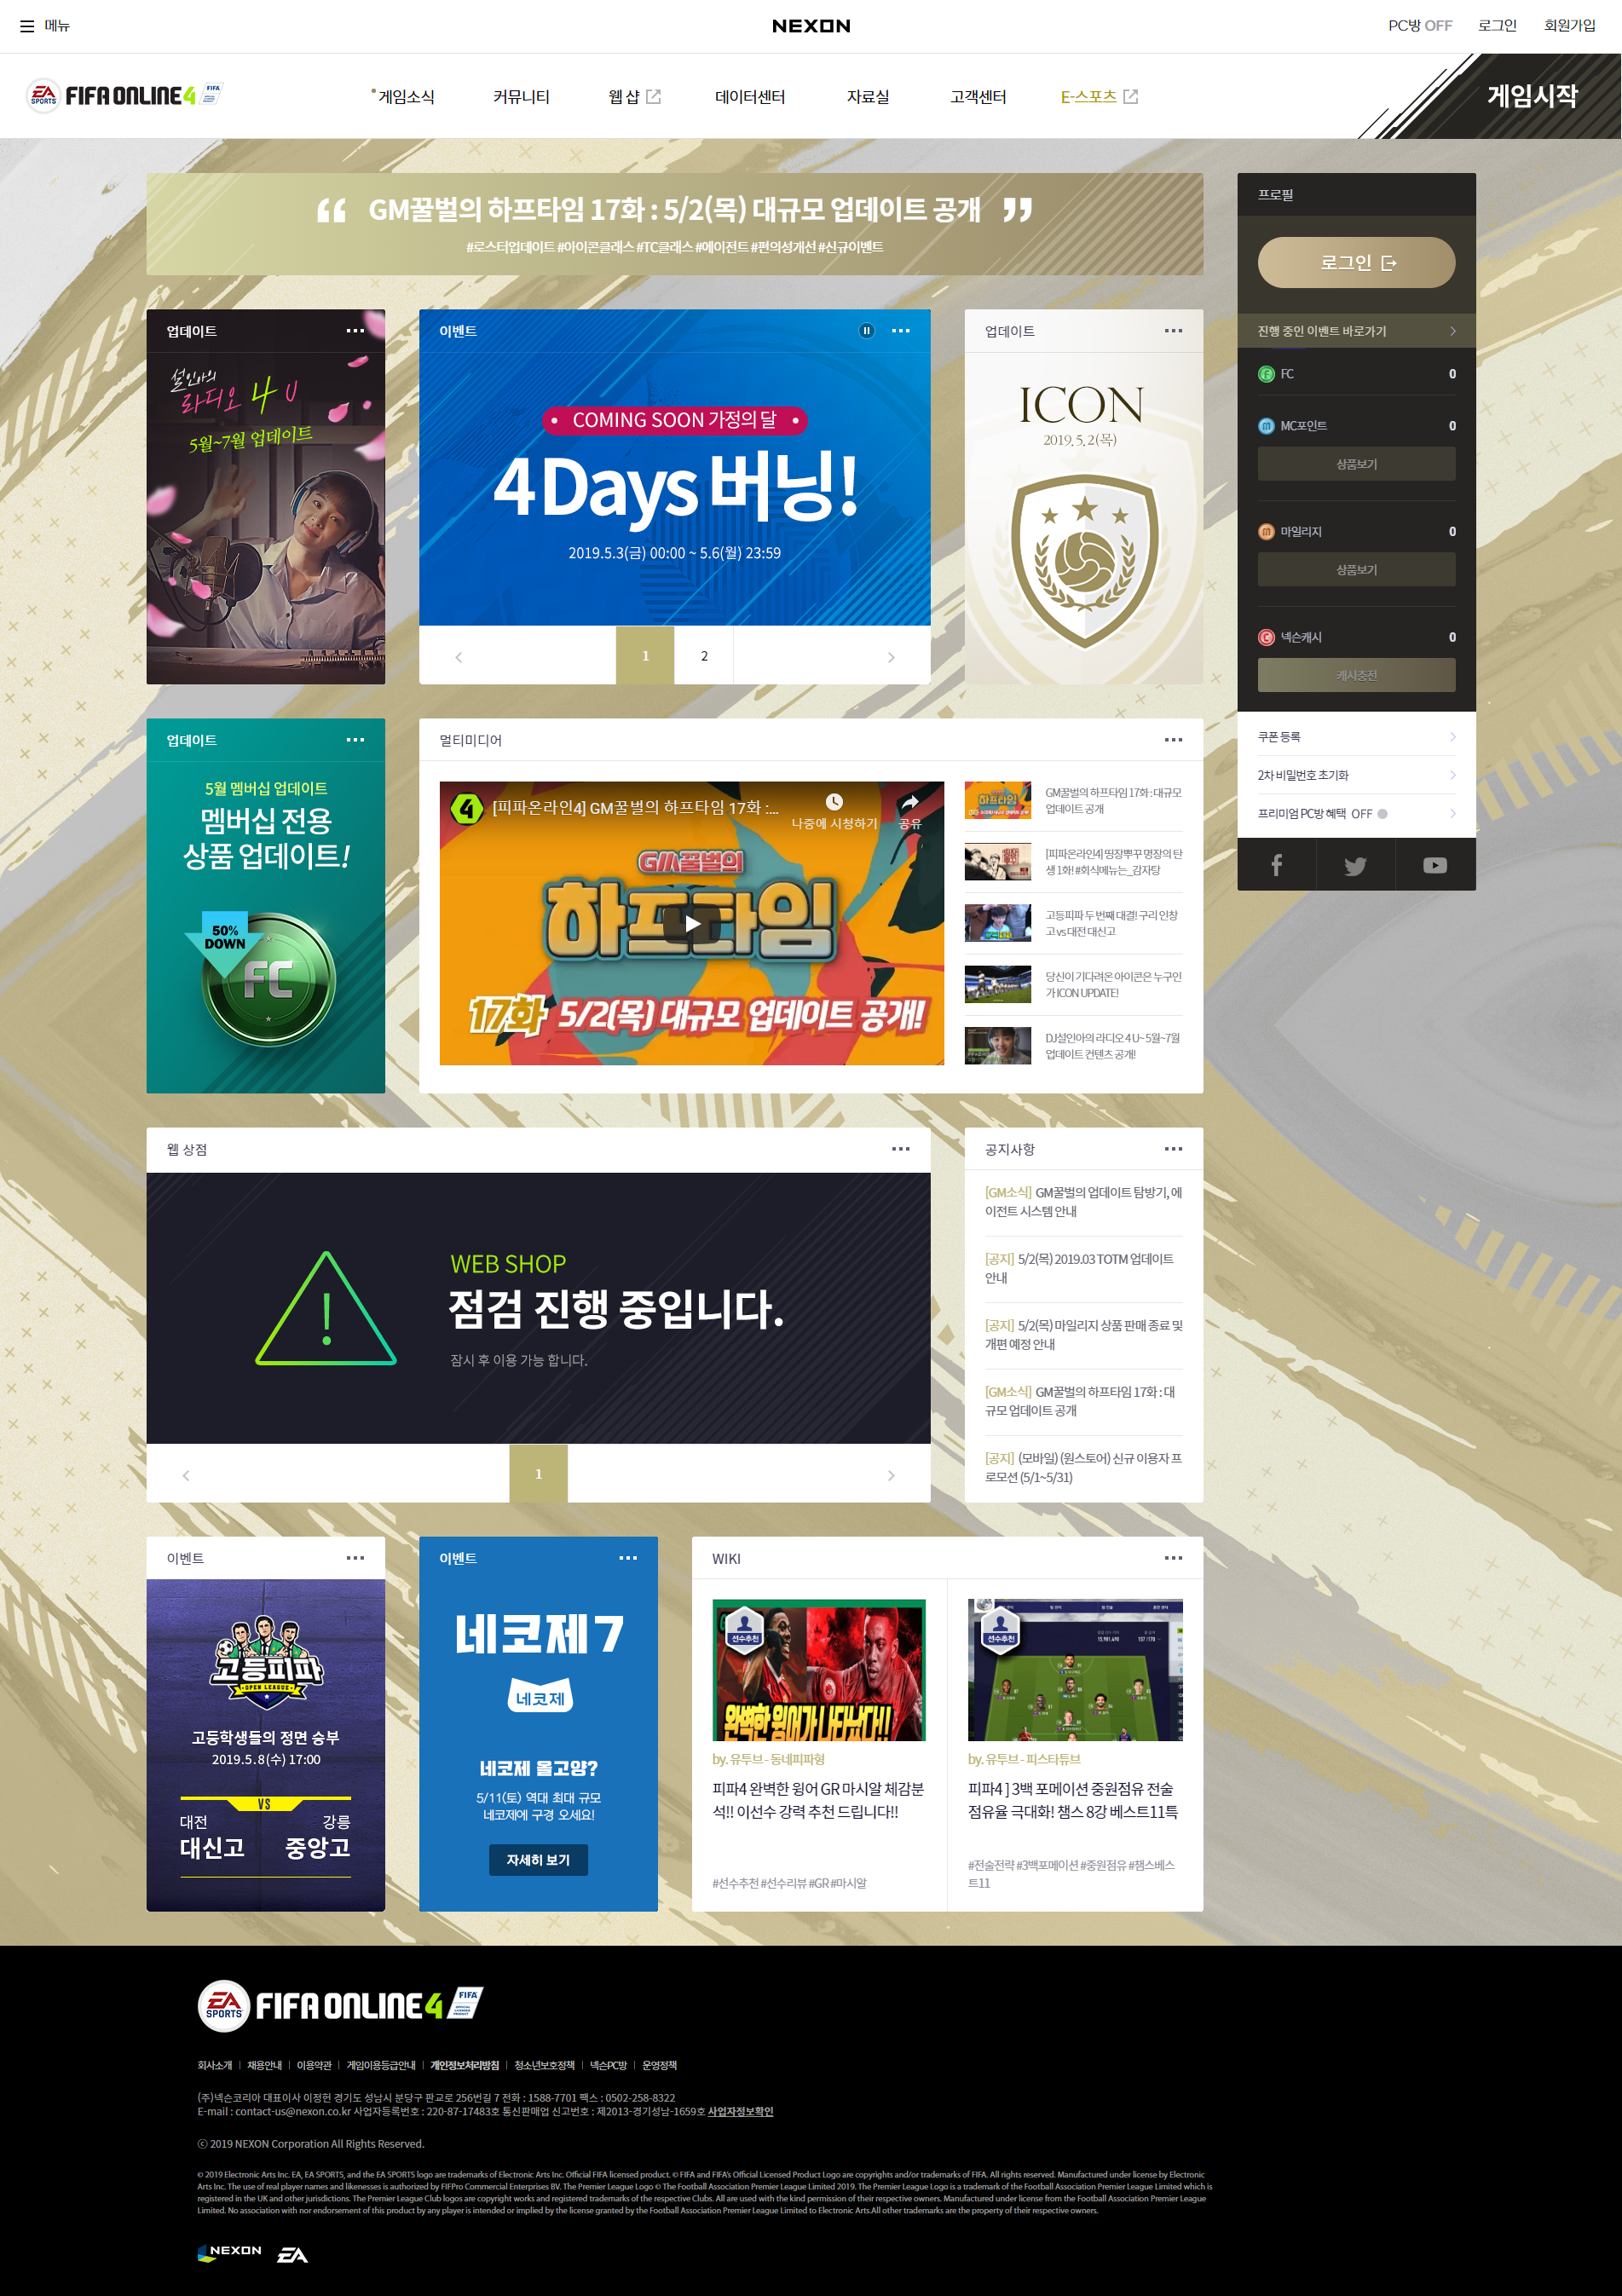 메뉴
NEXON
PC방 OFF
로그인
회원가입
EA SPORTS FIFA ONLINE 4 FIFA
게임소식
커뮤니티
웹 샵
데이터센터
자료실
고객센터
E-스포츠
게임시작
“ GM꿀벌의 하프타임 17화 : 5/2(목) 대규모 업데이트 공개 ”
#로스터업데이트 #아이콘클래스 #TC클래스 #에이전트 #편의성개선 #신규이벤트
업데이트
설인아의
라디오 4 U
5월~7월 업데이트
이벤트
COMING SOON 가정의 달
4 Days 버닝!
2019.5.3(금) 00:00 ~ 5.6(월) 23:59
1
2
업데이트
ICON
2019. 5. 2(목)
프로필
로그인
진행 중인 이벤트 바로가기
FC
0
MC포인트
0
상품보기
마일리지
0
상품보기
넥슨캐시
0
캐시충전
쿠폰 등록
2차 비밀번호 초기화
프리미엄 PC방 혜택 OFF
업데이트
5월 멤버십 업데이트
멤버십 전용
상품 업데이트!
50%
DOWN
FC
멀티미디어
[피파온라인4] GM꿀벌의 하프타임 17화 :...
나중에 시청하기
공유
GM꿀벌의
하프타임
17화 5/2(목) 대규모 업데이트 공개!
GM꿀벌의 하프타임 17화 : 대규모
업데이트 공개
[피파온라인4] 띵장뿌꾸 명장의 탄
생 1화! #회식메뉴는_감자탕
고등피파 두 번째 대결! 구리 인창
고 vs 대전 대신고
당신이 기다려온 아이콘은 누구인
가 ICON UPDATE!
DJ설인아의 라디오 4 U~ 5월~7월
업데이트 컨텐츠 공개!
웹 상점
WEB SHOP
점검 진행 중입니다.
잠시 후 이용 가능 합니다.
1
공지사항
[GM소식] GM꿀벌의 업데이트 탐방기, 에
이전트 시스템 안내
[공지] 5/2(목) 2019.03 TOTM 업데이트
안내
[공지] 5/2(목) 마일리지 상품 판매 종료 및
개편 예정 안내
[GM소식] GM꿀벌의 하프타임 17화 : 대
규모 업데이트 공개
[공지] (모바일) (원스토어) 신규 이용자 프
로모션 (5/1~5/31)
이벤트
고등피파
OPEN LEAGUE
고등학생들의 정면 승부
2019.5.8(수) 17:00
VS
대전
강릉
대신고
중앙고
이벤트
네코제7
네코제
네코제 올고양?
5/11(토) 역대 최대 규모
네코제에 구경 오세요!
자세히 보기
WIKI
선수추천
완벽한 윙어가 나타났다!!
by. 유투브 - 동네피파형
피파4 완벽한 윙어 GR 마시알 체감분
석!! 이선수 강력 추천 드립니다!!
#선수추천 #선수리뷰 #GR #마시알
선수추천
by. 유투브 - 피스타튜브
피파4 ] 3백 포메이션 중원점유 전술
점유율 극대화! 챔스 8강 베스트11특
#전술전략 #3백포메이션 #중원점유 #챔스베스
트11
EA SPORTS FIFA ONLINE 4 FIFA OFFICIAL LICENSED PRODUCT
회사소개 | 채용안내 | 이용약관 | 게임이용등급안내 | 개인정보처리방침 | 청소년보호정책 | 넥슨PC방 | 운영정책
(주)넥슨코리아 대표이사 이정헌 경기도 성남시 분당구 판교로 256번길 7 전화 : 1588-7701 팩스 : 0502-258-8322
E-mail : contact-us@nexon.co.kr 사업자등록번호 : 220-87-17483호 통신판매업 신고번호 : 제2013-경기성남-1659호 사업자정보확인
ⓒ 2019 NEXON Corporation All Rights Reserved.
© 2019 Electronic Arts Inc. EA, EA SPORTS, and the EA SPORTS logo are trademarks of Electronic Arts Inc. Official FIFA licensed product. © FIFA and FIFA's Official Licensed Product Logo are copyrights and/or trademarks of FIFA. All rights reserved. Manufactured under license by Electronic
Arts Inc. The use of real player names and likenesses is authorized by FIFPro Commercial Enterprises BV. The Premier League Logo © The Football Association Premier League Limited 2019. The Premier League Logo is a trademark of the Football Association Premier League Limited which is
registered in the UK and other jurisdictions. The Premier League Club logos are copyright works and registered trademarks of the respective Clubs. All are used with the kind permission of their respective owners. Manufactured under license from the Football Association Premier League
Limited. No association with nor endorsement of this product by any player is intended or implied by the license granted by the Football Association Premier League Limited to Electronic Arts.All other trademarks are the property of their respective owners.
NEXON EA